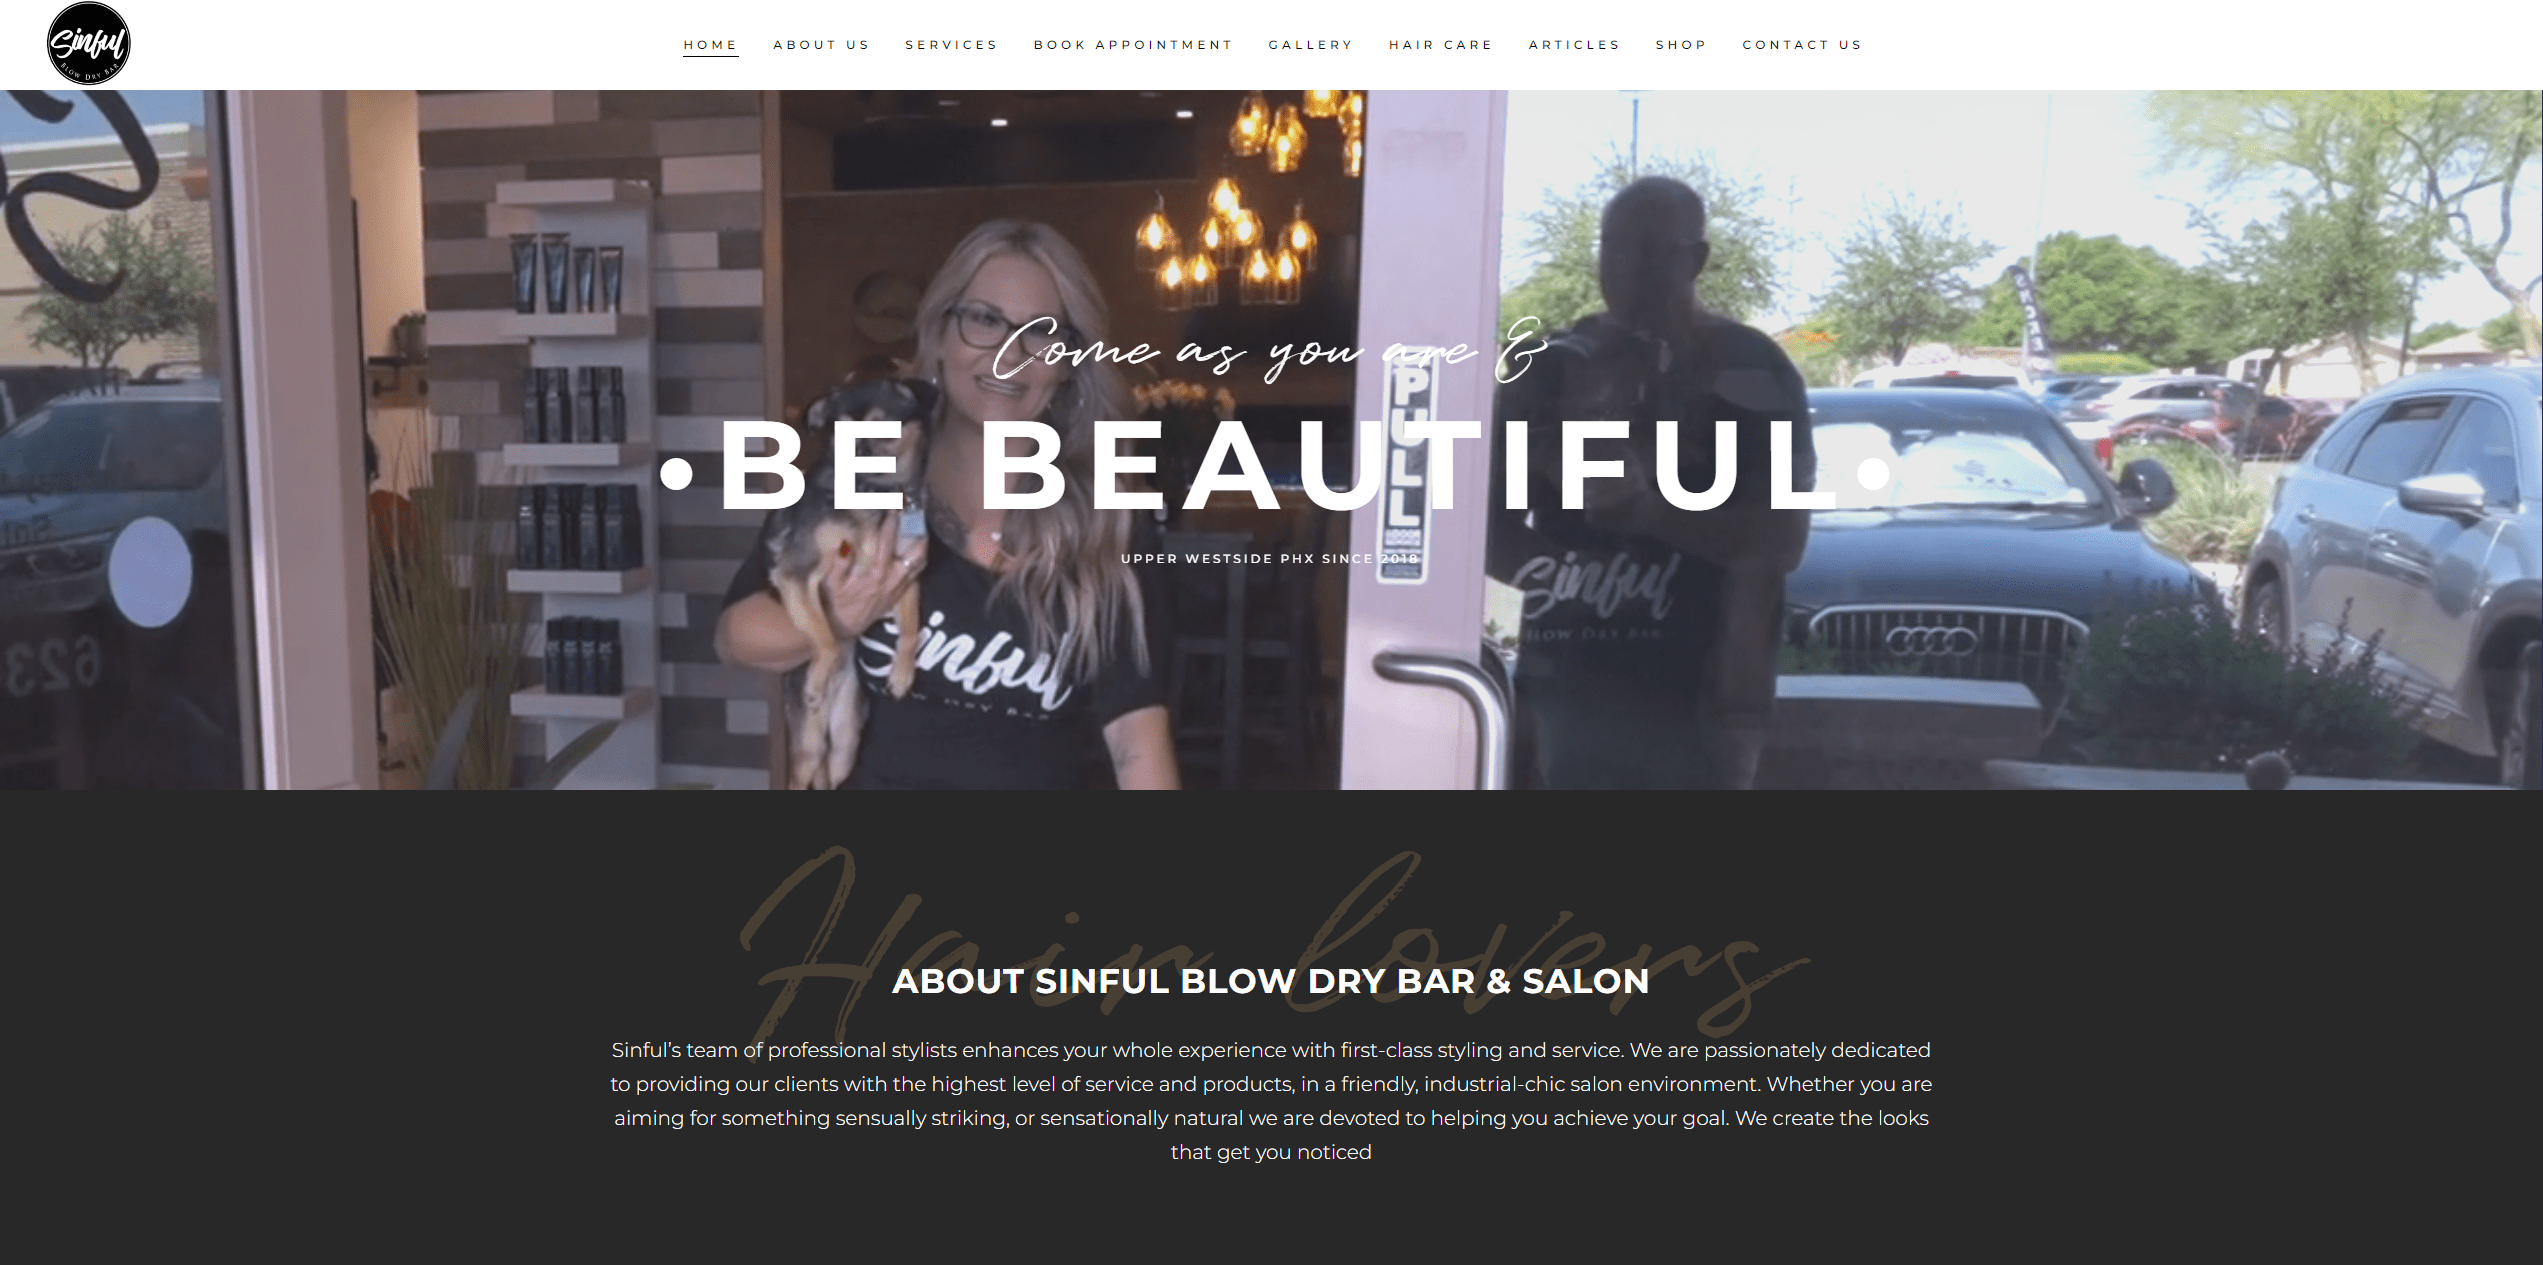 Sinful
BLOW DRY BAR
HOME ABOUT US SERVICES BOOK APPOINTMENT GALLERY HAIR CARE ARTICLES SHOP CONTACT US
Come as you are &
•BE BEAUTIFUL•
UPPER WESTSIDE PHX SINCE 2018
PULL
Sinful
BLOW DRY BAR
Sinful
BLOW DRY BAR
623
Hair lovers
ABOUT SINFUL BLOW DRY BAR & SALON
Sinful’s team of professional stylists enhances your whole experience with first-class styling and service. We are passionately dedicated
to providing our clients with the highest level of service and products, in a friendly, industrial-chic salon environment. Whether you are
aiming for something sensually striking, or sensationally natural we are devoted to helping you achieve your goal. We create the looks
that get you noticed